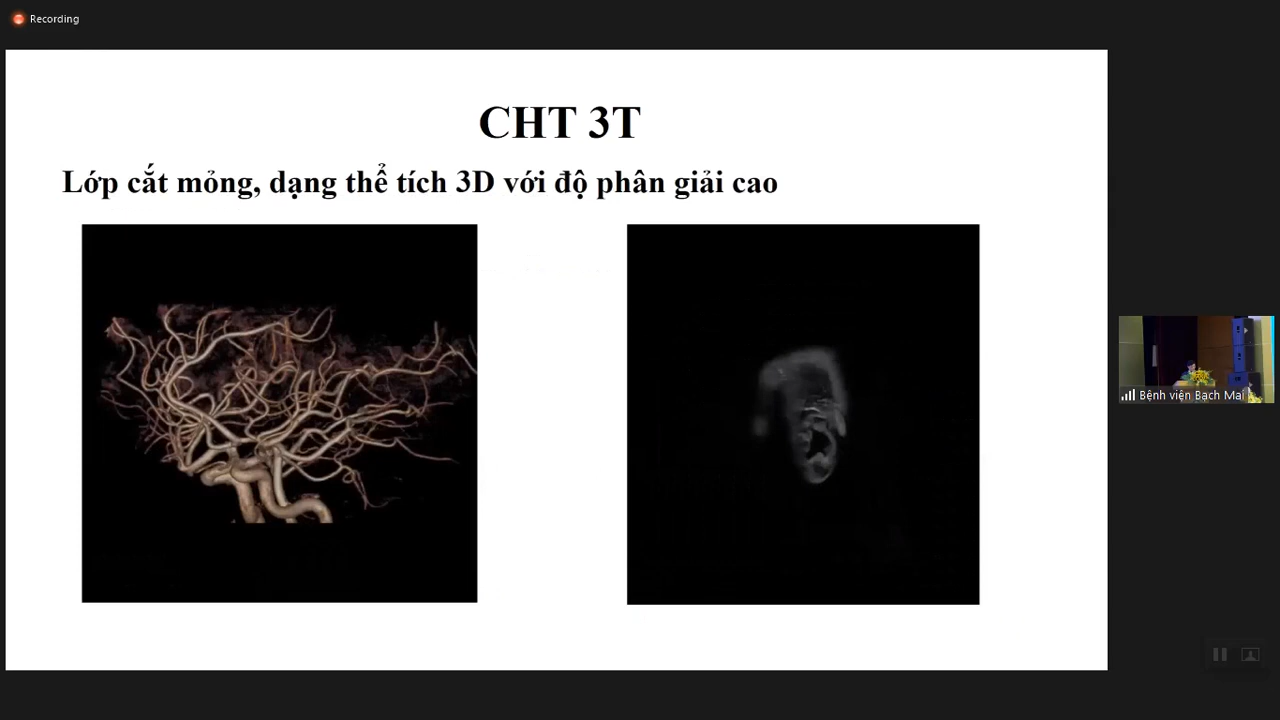 Recording
CHT 3T
Lớp cắt mỏng, dạng thể tích 3D với độ phân giải cao
Bệnh viện Bạch Mai